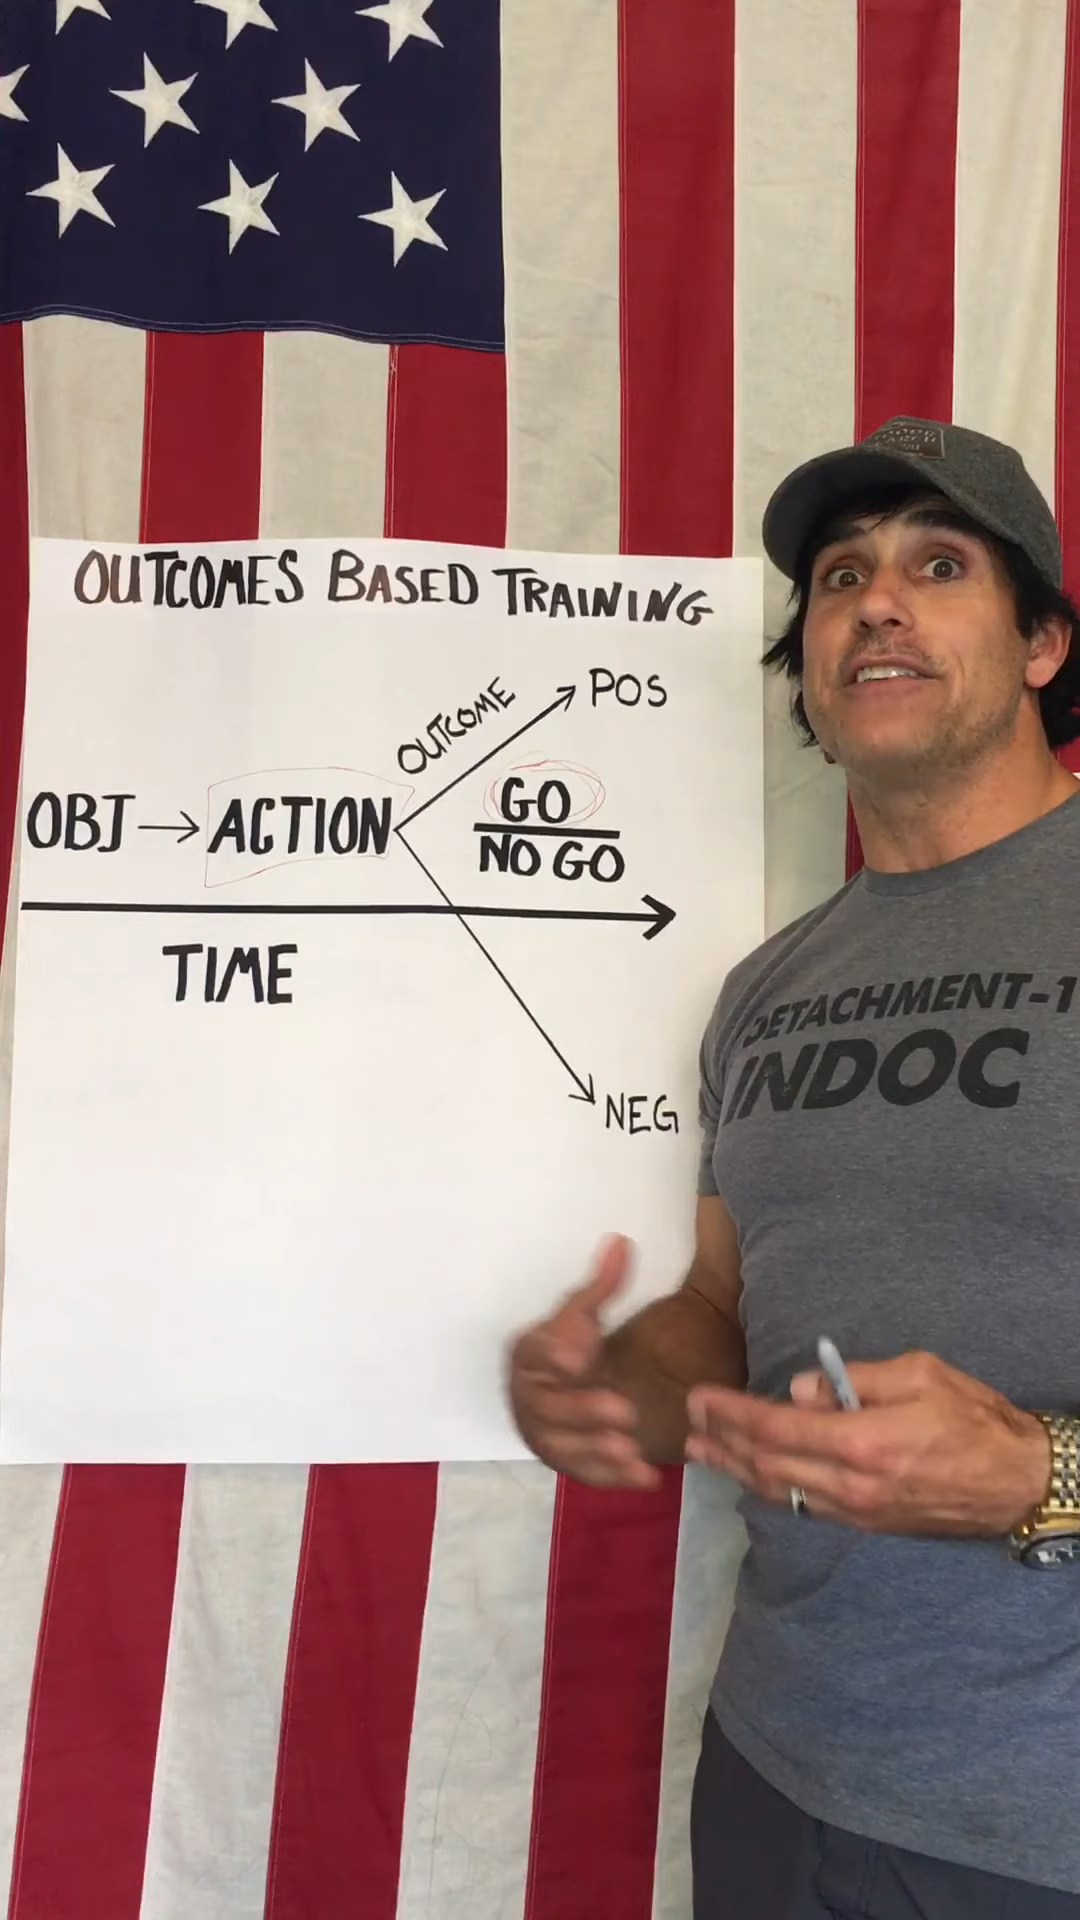 OUTCOMES BASED TRAINING
OUTCOME
POS
OBJ → ACTION
GO
NO GO
TIME
NEG
DETACHMENT-1
INDOC